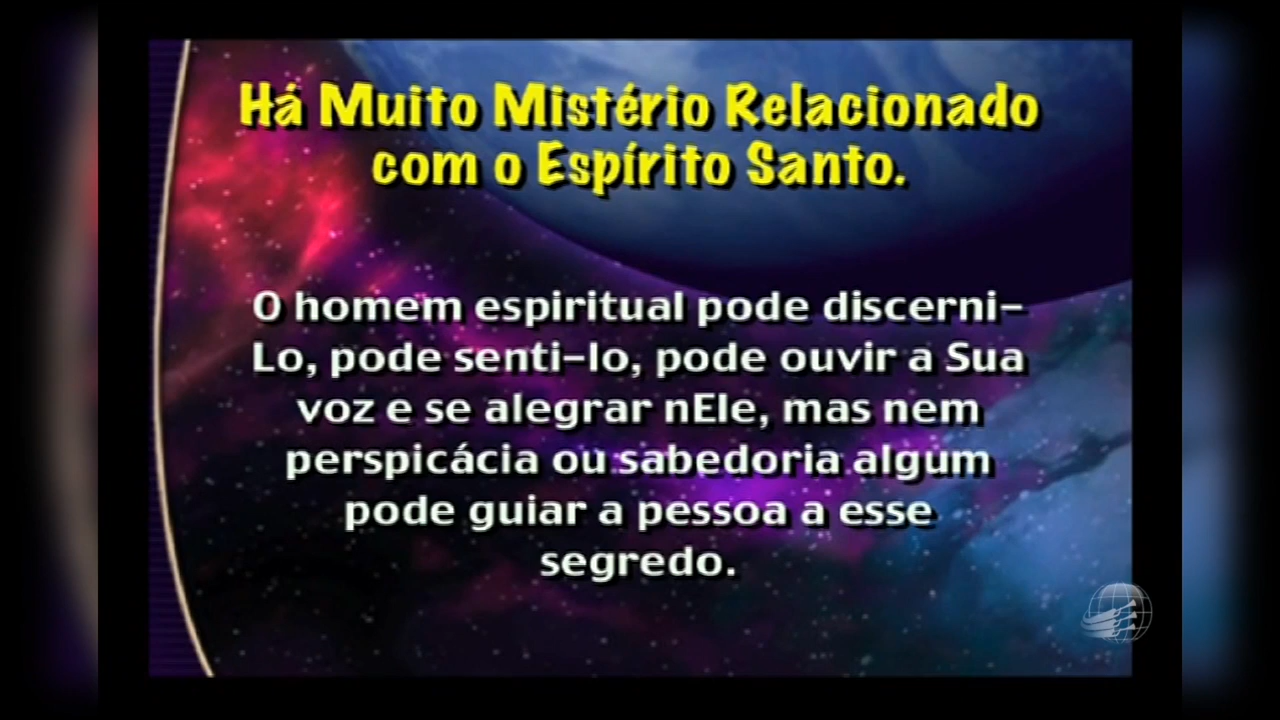 Há Muito Mistério Relacionado
com o Espírito Santo.
O homem espiritual pode discerni-
Lo, pode senti-lo, pode ouvir a Sua
voz e se alegrar nEle, mas nem
perspicácia ou sabedoria algum
pode guiar a pessoa a esse
segredo.